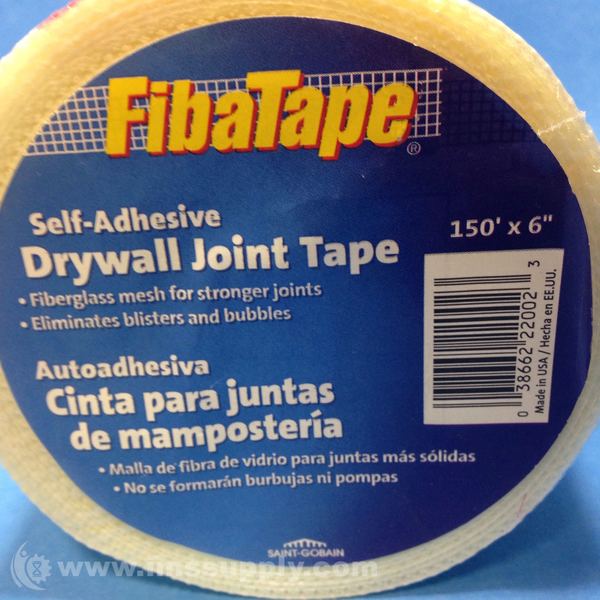 FibaTape®
Self-Adhesive
Drywall Joint Tape
• Fiberglass mesh for stronger joints
• Eliminates blisters and bubbles
150' x 6"
0 38662 22002 3
Made in USA / Hecha en EE.UU.
Autoadhesiva
Cinta para juntas
de mampostería
• Malla de fibra de vidrio para juntas más sólidas
• No se formarán burbujas ni pompas
SAINT-GOBAIN
www.imssupply.com